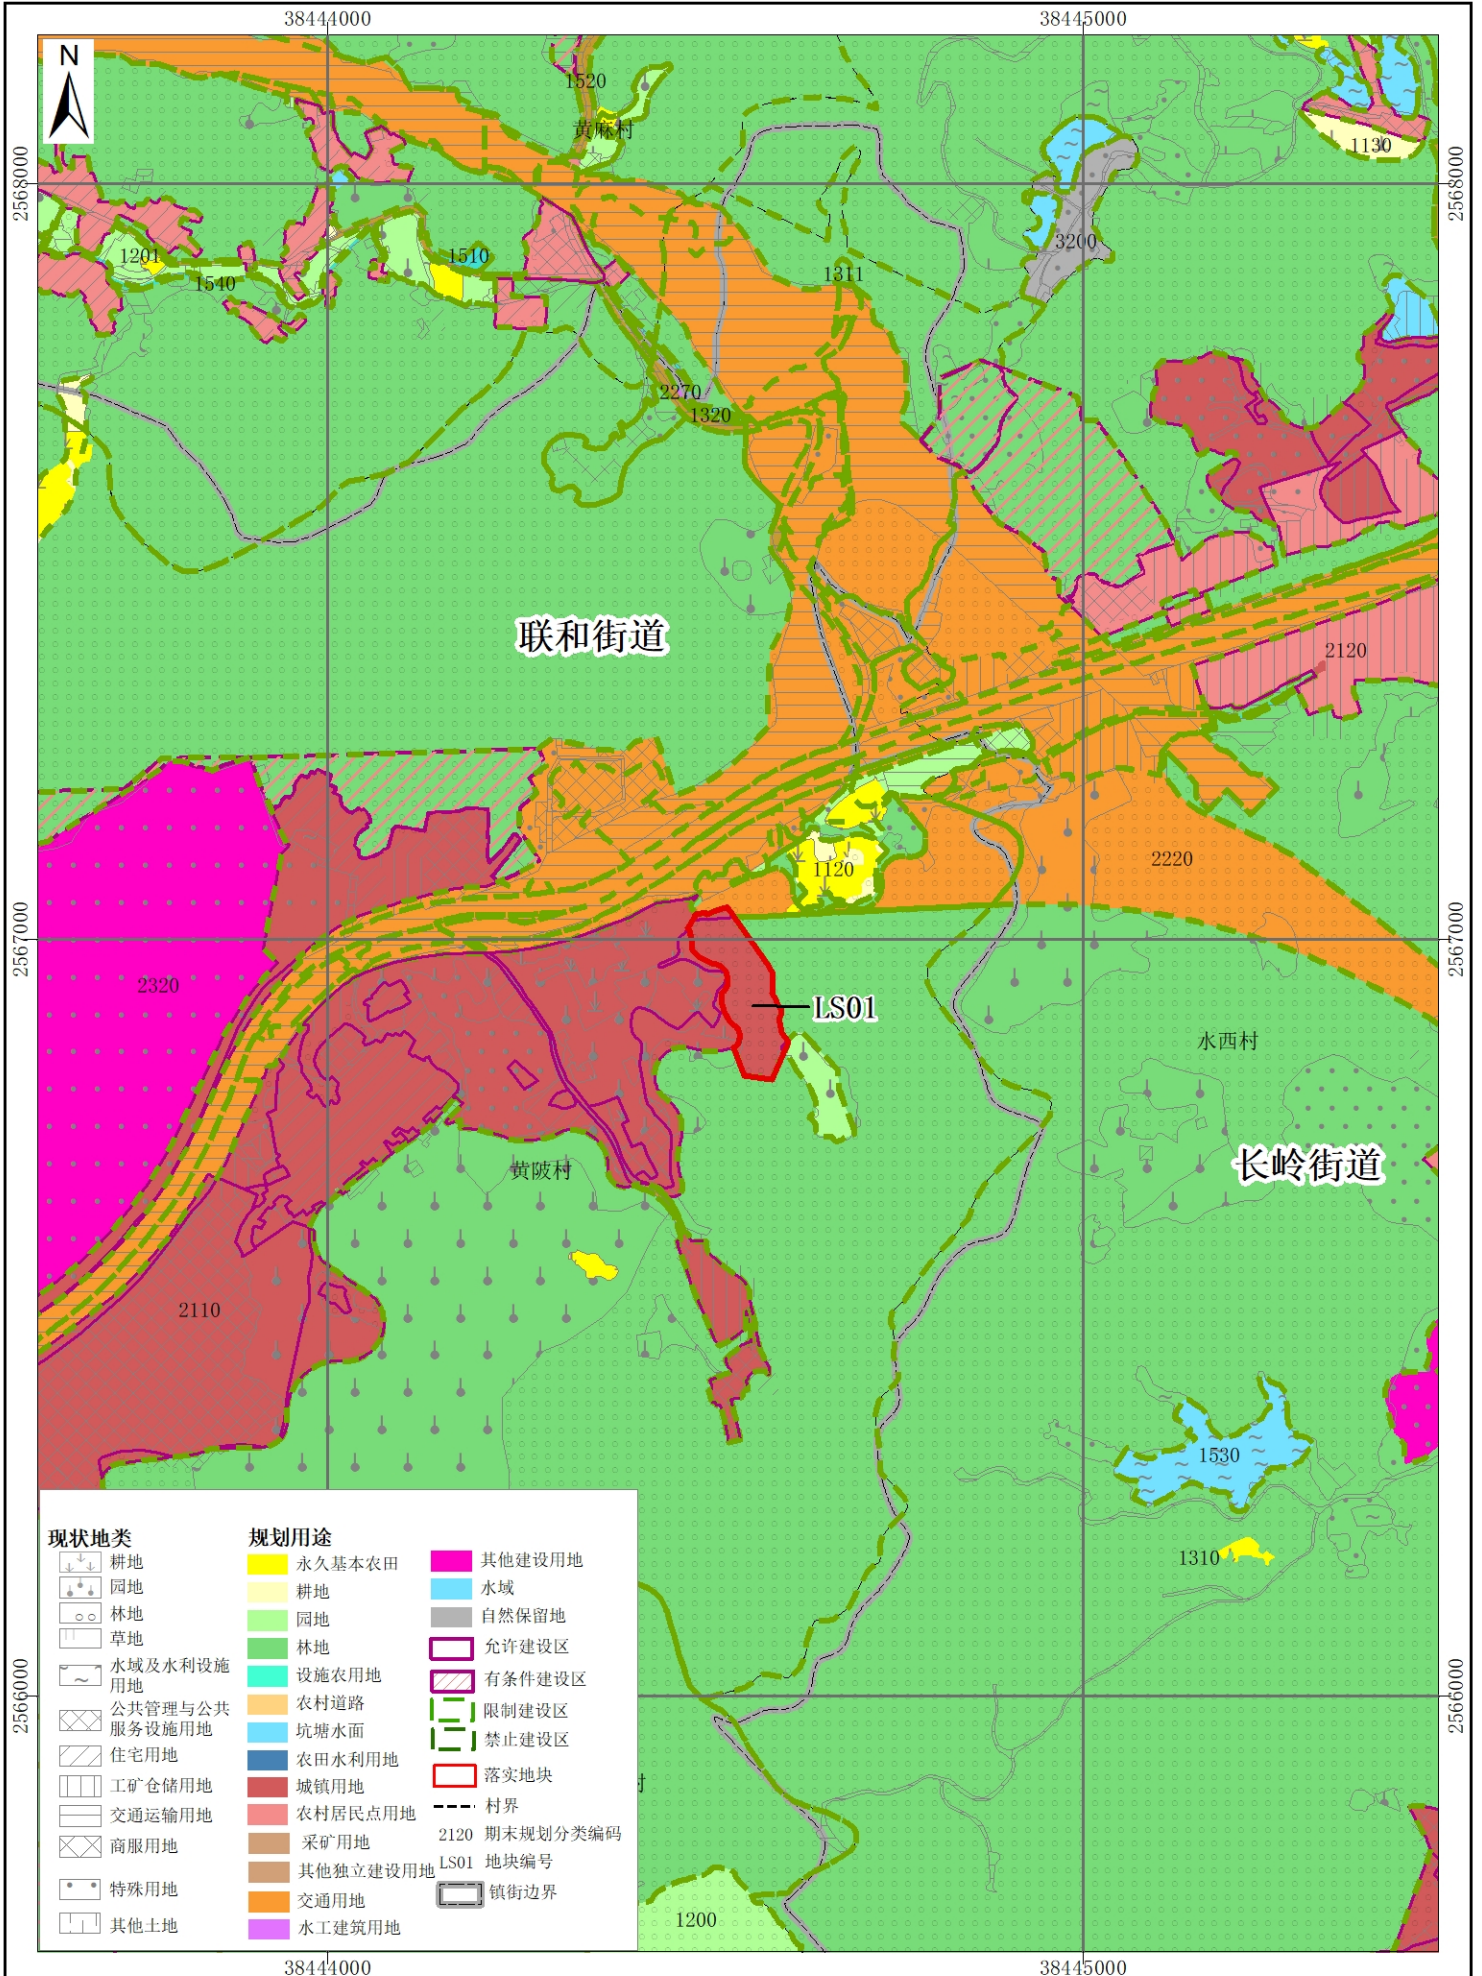 38444000
38445000
N
1520
黄麻村
1130
2568000
2568000
3200
1201
1510
1540
1311
2270
1320
联和街道
2120
1120
2220
2567000
2567000
2320
LS01
水西村
长岭街道
黄陂村
2110
1530
1310
现状地类
耕地
园地
林地
草地
水域及水利设施
用地
公共管理与公共
服务设施用地
住宅用地
工矿仓储用地
交通运输用地
商服用地
特殊用地
其他土地
规划用途
永久基本农田
耕地
园地
林地
设施农用地
农村道路
坑塘水面
农田水利用地
城镇用地
农村居民点用地
采矿用地
其他独立建设用地
交通用地
水工建筑用地
其他建设用地
水域
自然保留地
允许建设区
有条件建设区
限制建设区
禁止建设区
落实地块
村界
2120 期末规划分类编码
LS01 地块编号
镇街边界
2566000
2566000
1200
38444000
38445000